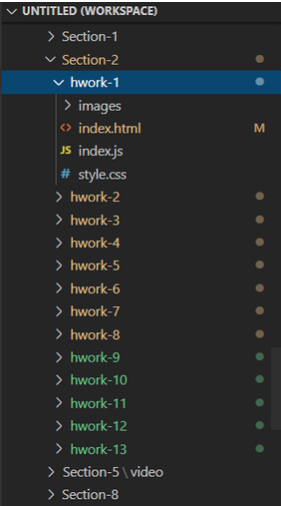 UNTITLED (WORKSPACE)
Section-1
Section-2
hwork-1
images
<> index.html M
JS index.js
# style.css
hwork-2
hwork-3
hwork-4
hwork-5
hwork-6
hwork-7
hwork-8
hwork-9
hwork-10
hwork-11
hwork-12
hwork-13
Section-5\video
Section-8